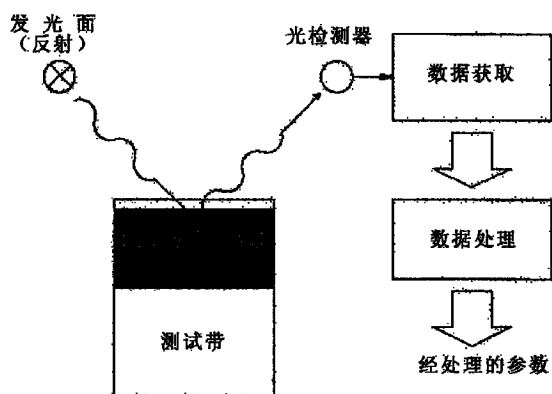 发光面
（反射）
光检测器
数据获取
数据处理
测试带
经处理的参数